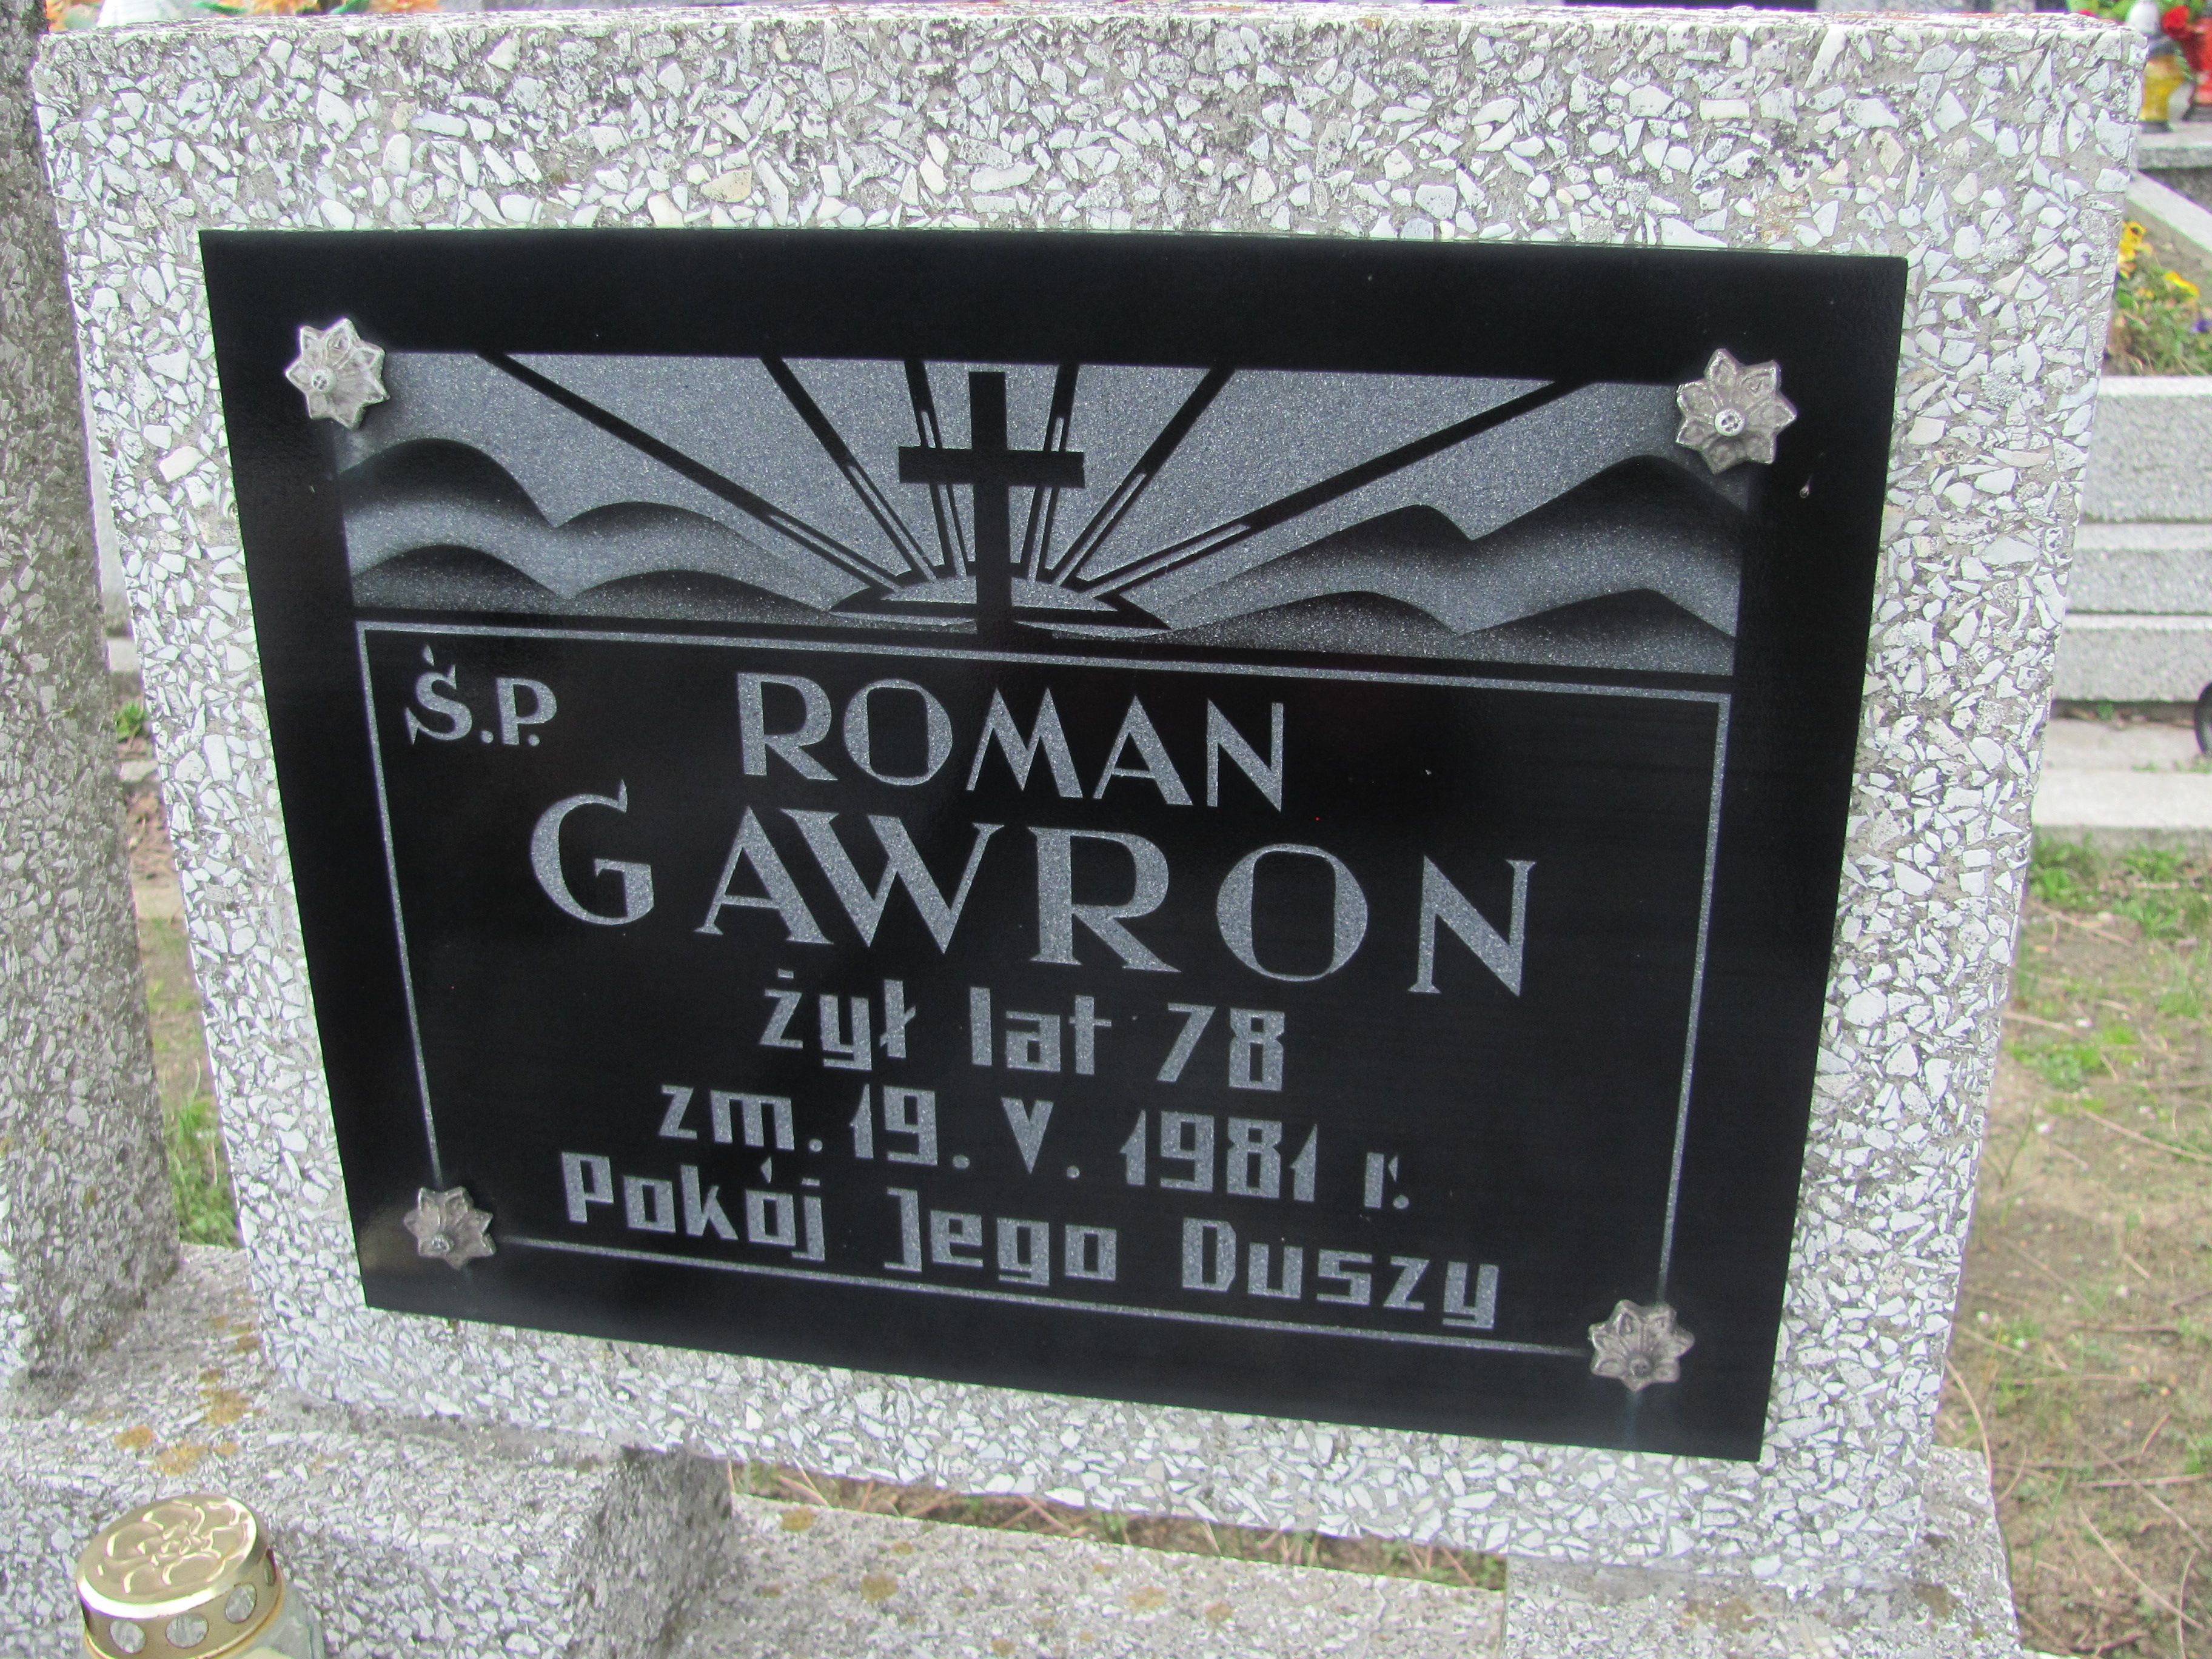 Ś.P. ROMAN
GAWRON
żył lat 78
zm. 19. V. 1981 r.
Pokój Jego Duszy